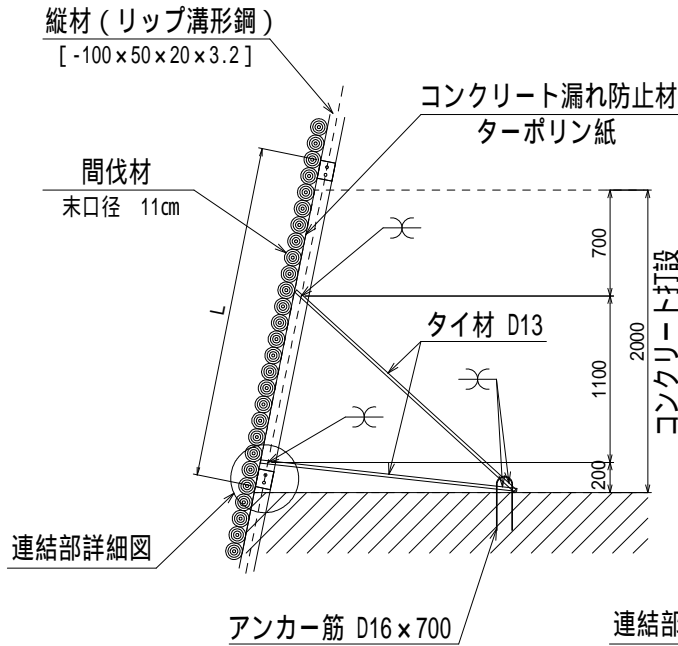 縦材(リップ溝形鋼)
[-100×50×20×3.2]
コンクリート漏れ防止材
ターポリン紙
間伐材
末口径 11cm
700
L
タイ材 D13
1100
2000
コンクリート打設
200
連結部詳細図
アンカー筋 D16×700
連結部